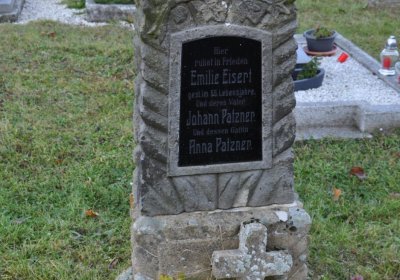 Hier
ruhet in Frieden
Emilie Eisert
gest. im 55. Lebensjahre,
Und deren Vater
Johann Patzner
Und dessen Gattin
Anna Patzner.